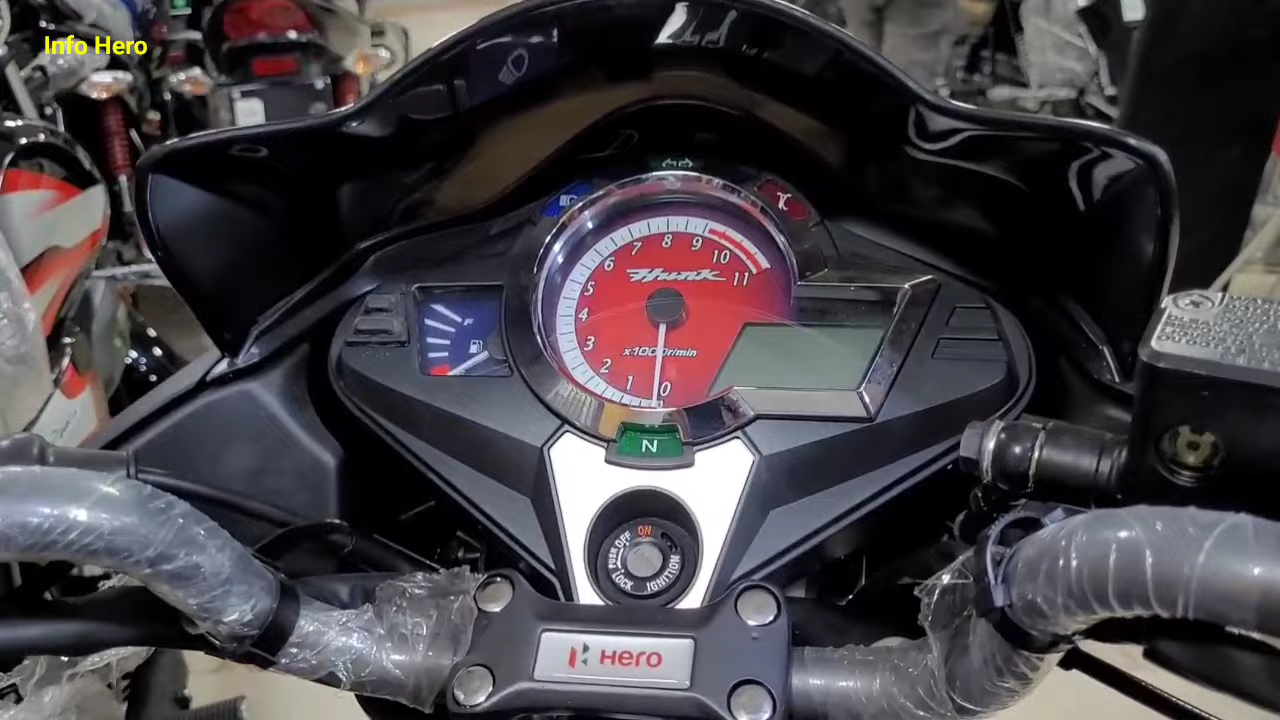 Info Hero
8
7
9
6
10
5
Hunk
11
4
F
3
x1000r/min
2
1
0
N
ON
OFF
PUSH
LOCK
IGNITION
Hero